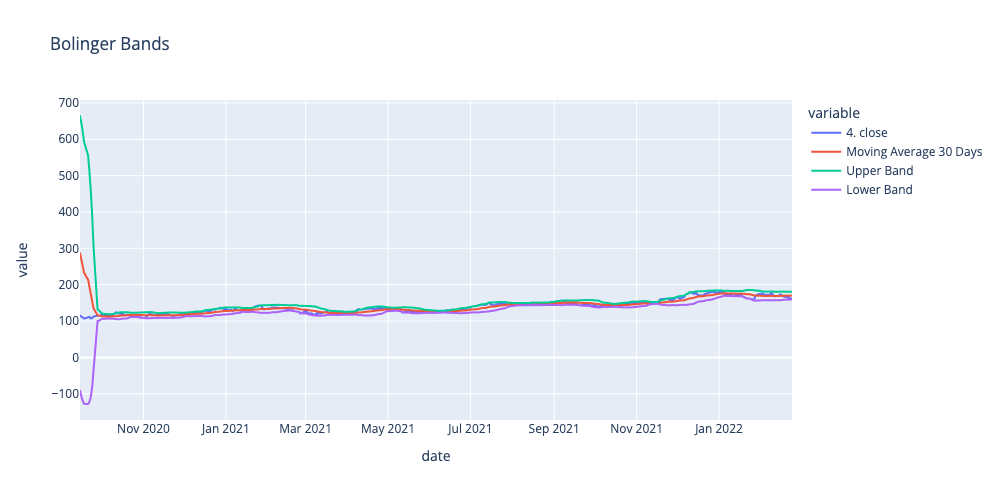 Bolinger Bands
variable
4. close
Moving Average 30 Days
Upper Band
Lower Band
value
700
600
500
400
300
200
100
0
−100
Nov 2020
Jan 2021
Mar 2021
May 2021
Jul 2021
Sep 2021
Nov 2021
Jan 2022
date